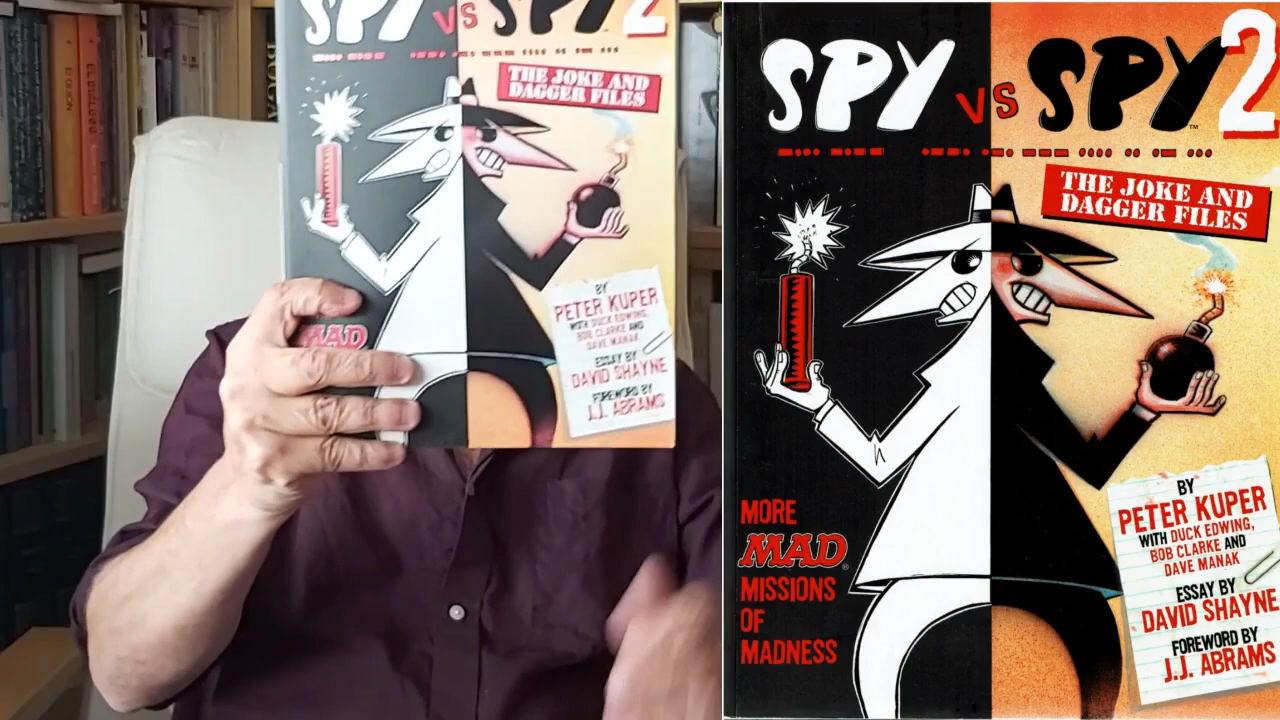 SPY VS SPY 2
THE JOKE AND
DAGGER FILES
BY
PETER KUPER
WITH DUCK EDWING,
BOB CLARKE AND
DAVE MANAK
ESSAY BY
DAVID SHAYNE
FOREWORD BY
J.J. ABRAMS
MAD
EL DIBUJADO
SPY VS SPY™ 2
THE JOKE AND
DAGGER FILES
MORE
MAD®
MISSIONS
OF
MADNESS
BY
PETER KUPER
WITH DUCK EDWING,
BOB CLARKE AND
DAVE MANAK
ESSAY BY
DAVID SHAYNE
FOREWORD BY
J.J. ABRAMS